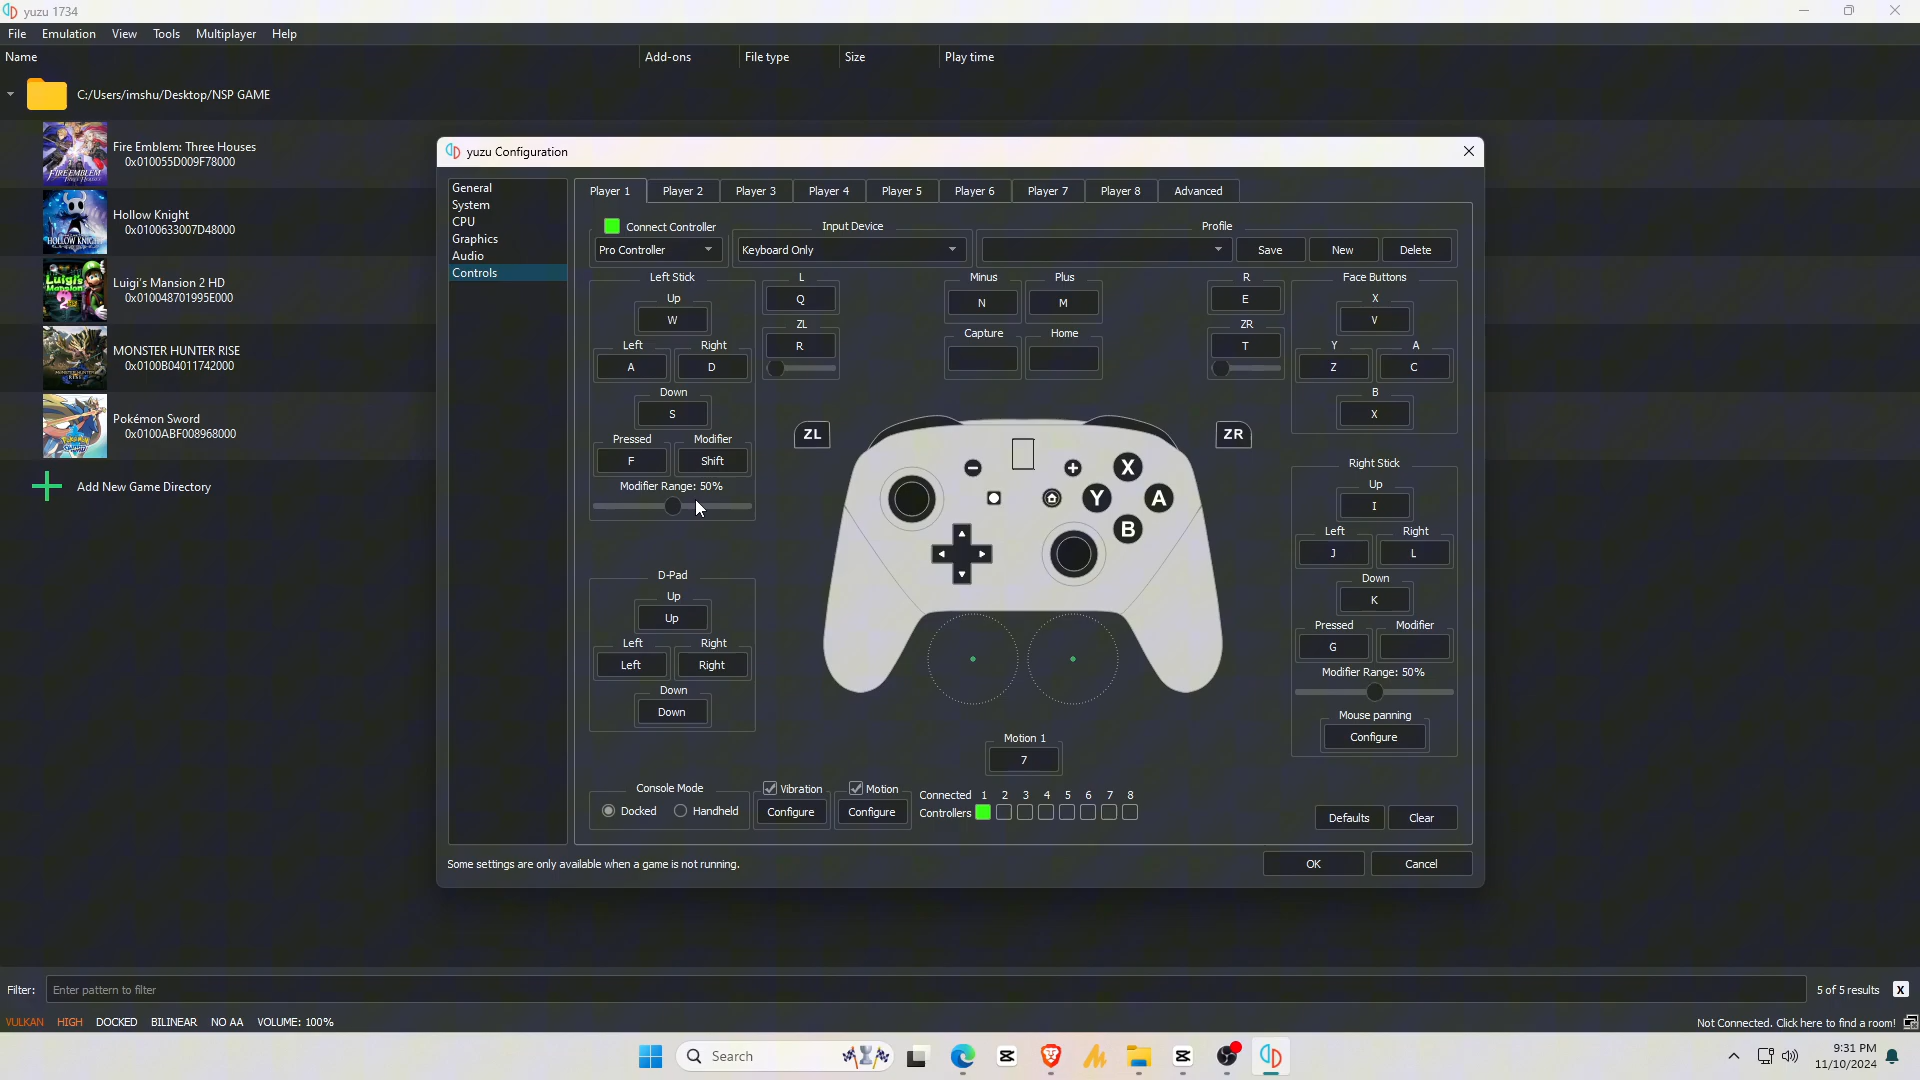 yuzu 1734
File Emulation View Tools Multiplayer Help
Name Add-ons File type Size Play time
C:/Users/imshu/Desktop/NSP GAME
Fire Emblem: Three Houses
0x010055D009F78000
Hollow Knight
0x0100633007D48000
Luigi's Mansion 2 HD
0x010048701995E000
MONSTER HUNTER RISE
0x0100B04011742000
Pokémon Sword
0x0100ABF008968000
Add New Game Directory
yuzu Configuration
General
System
CPU
Graphics
Audio
Controls
Player 1 Player 2 Player 3 Player 4 Player 5 Player 6 Player 7 Player 8 Advanced
Connect Controller Input Device Profile
Pro Controller Keyboard Only Save New Delete
Left Stick
Up
W
Left Right
A D
Down
S
Pressed Modifier
F Shift
Modifier Range: 50%
D-Pad
Up
Up
Left Right
Left Right
Down
Down
L
Q
ZL
R
Minus Plus
N M
Capture Home
R
E
ZR
T
ZL ZR
X
Y A
B
Motion 1
7
Face Buttons
X
V
Y A
Z C
B
X
Right Stick
Up
I
Left Right
J L
Down
K
Pressed Modifier
G
Modifier Range: 50%
Mouse panning
Configure
Console Mode
Docked Handheld
Vibration
Configure
Motion
Configure
Connected 1 2 3 4 5 6 7 8
Controllers
Defaults Clear
Some settings are only available when a game is not running.
OK Cancel
Filter: Enter pattern to filter 5 of 5 results X
VULKAN HIGH DOCKED BILINEAR NO AA VOLUME: 100% Not Connected. Click here to find a room!
Search
9:31 PM
11/10/2024